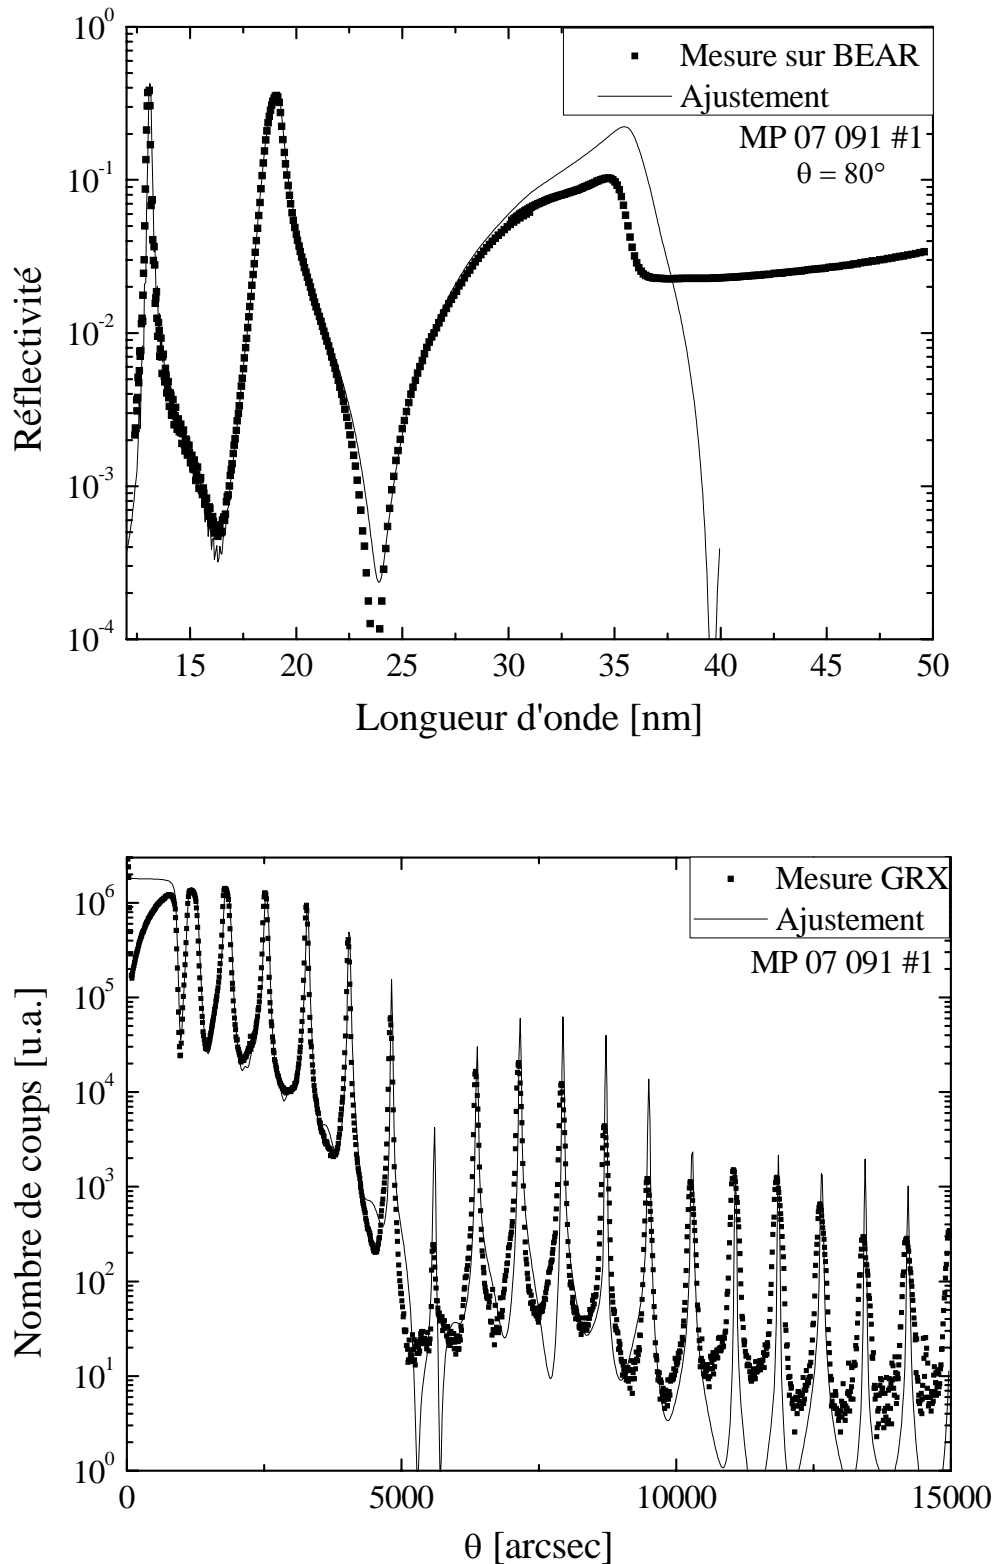 10^0
10^-1
10^-2
10^-3
10^-4
Réflectivité
Mesure sur BEAR
Ajustement
MP 07 091 #1
θ = 80°
15 20 25 30 35 40 45 50
Longueur d'onde [nm]
10^6
10^5
10^4
10^3
10^2
10^1
10^0
Nombre de coups [u.a.]
Mesure GRX
Ajustement
MP 07 091 #1
0 5000 10000 15000
θ [arcsec]